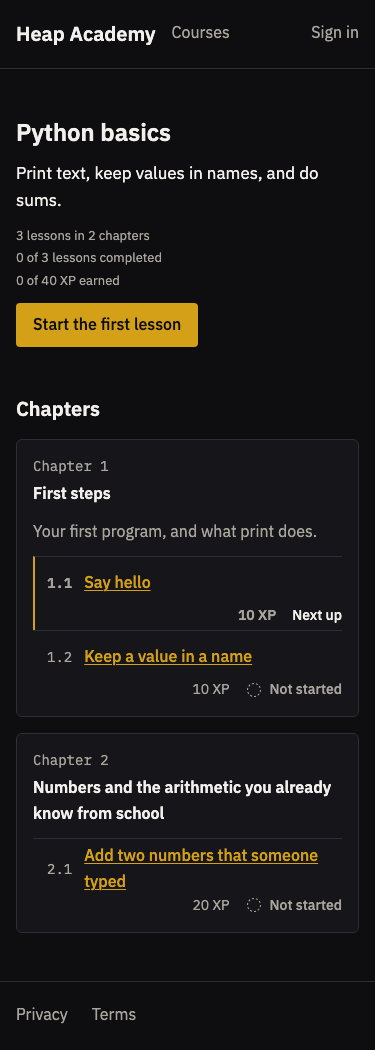 Heap Academy Courses Sign in
Python basics
Print text, keep values in names, and do
sums.
3 lessons in 2 chapters
0 of 3 lessons completed
0 of 40 XP earned
Start the first lesson
Chapters
Chapter 1
First steps
Your first program, and what print does.
1.1 Say hello
10 XP Next up
1.2 Keep a value in a name
10 XP Not started
Chapter 2
Numbers and the arithmetic you already
know from school
2.1 Add two numbers that someone
typed
20 XP Not started
Privacy Terms